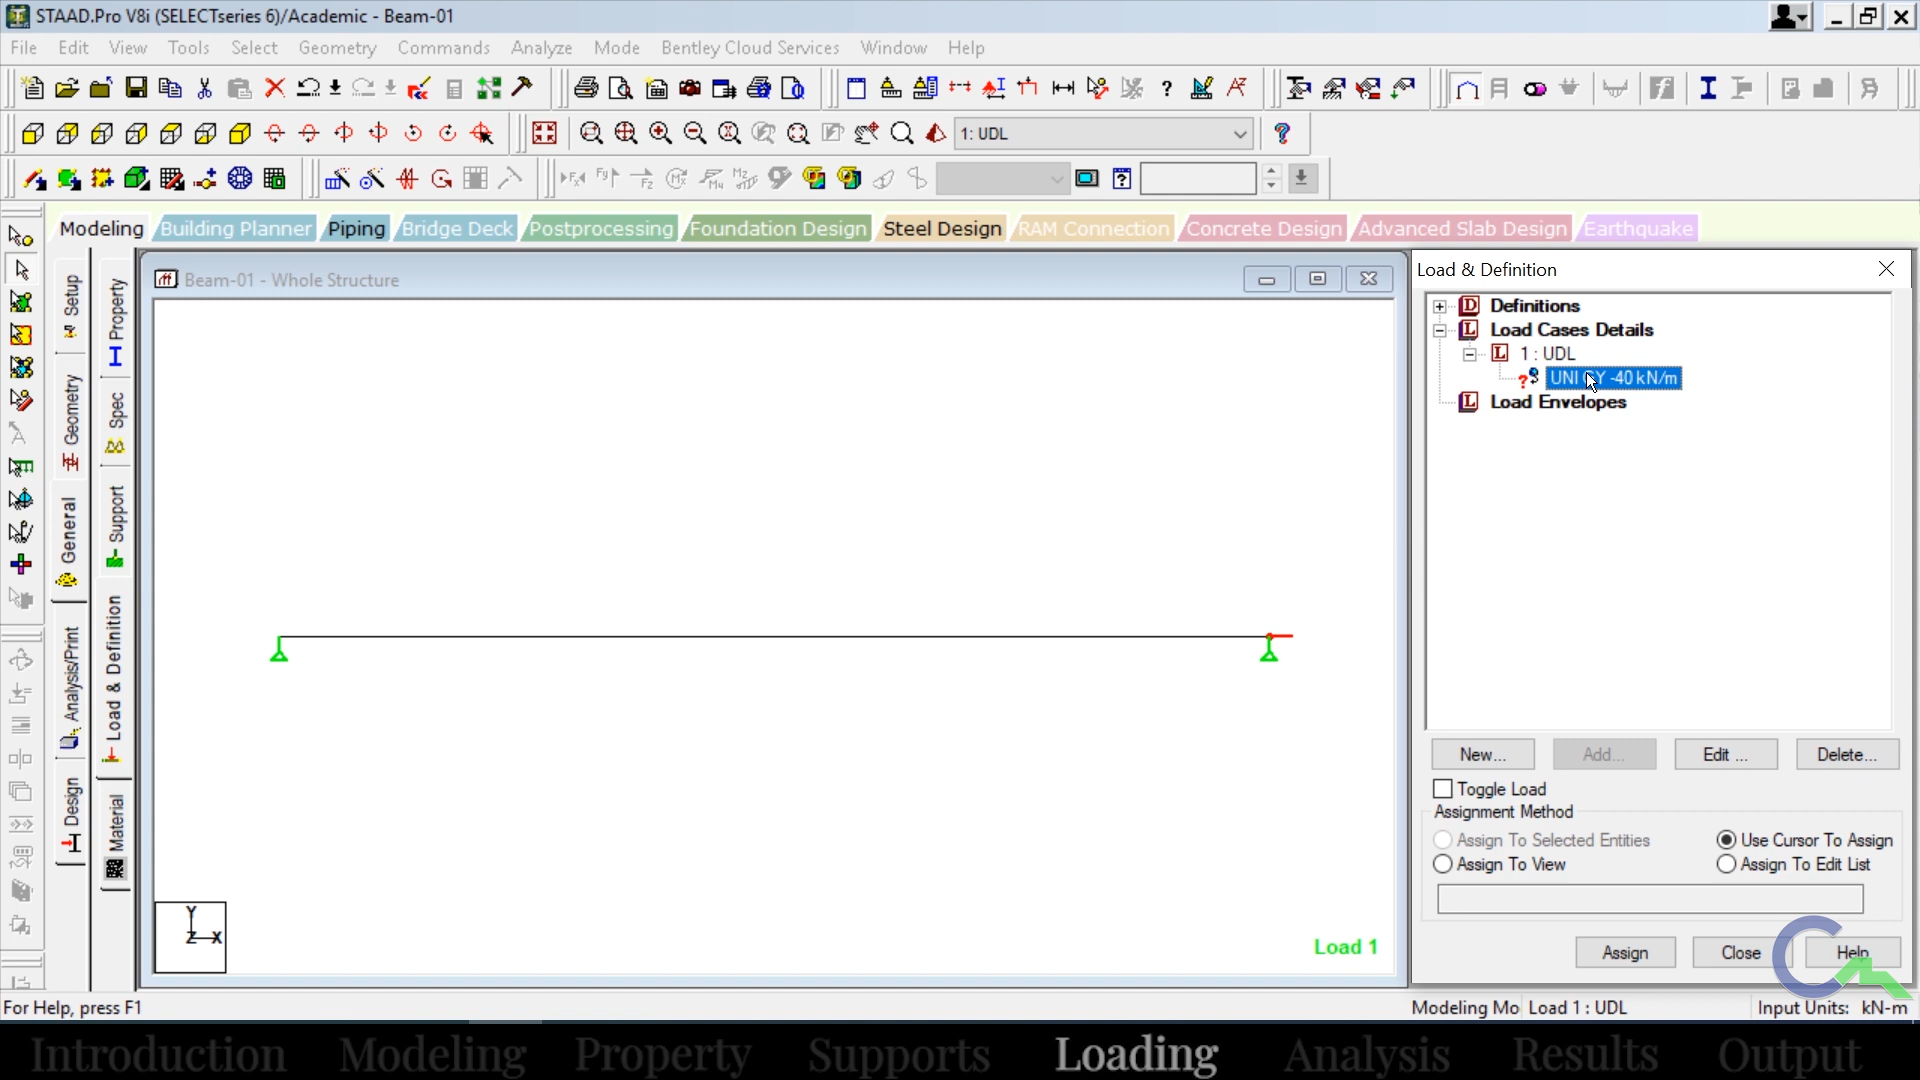 STAAD.Pro V8i (SELECTseries 6)/Academic - Beam-01
File Edit View Tools Select Geometry Commands Analyze Mode Bentley Cloud Services Window Help
1: UDL
Modeling Building Planner Piping Bridge Deck Postprocessing Foundation Design Steel Design RAM Connection Concrete Design Advanced Slab Design Earthquake
Setup
Geometry
General
Analysis/Print
Design
Property
Spec
Support
Load & Definition
Material
Beam-01 - Whole Structure
Y
Z X
Load 1
Load & Definition
Definitions
Load Cases Details
1 : UDL
UNI GY -40 kN/m
Load Envelopes
New... Add... Edit ... Delete...
Toggle Load
Assignment Method
Assign To Selected Entities Use Cursor To Assign
Assign To View Assign To Edit List
Assign Close Help
For Help, press F1 Modeling Mo Load 1 : UDL Input Units: kN-m
Introduction Modeling Property Supports Loading Analysis Results Output